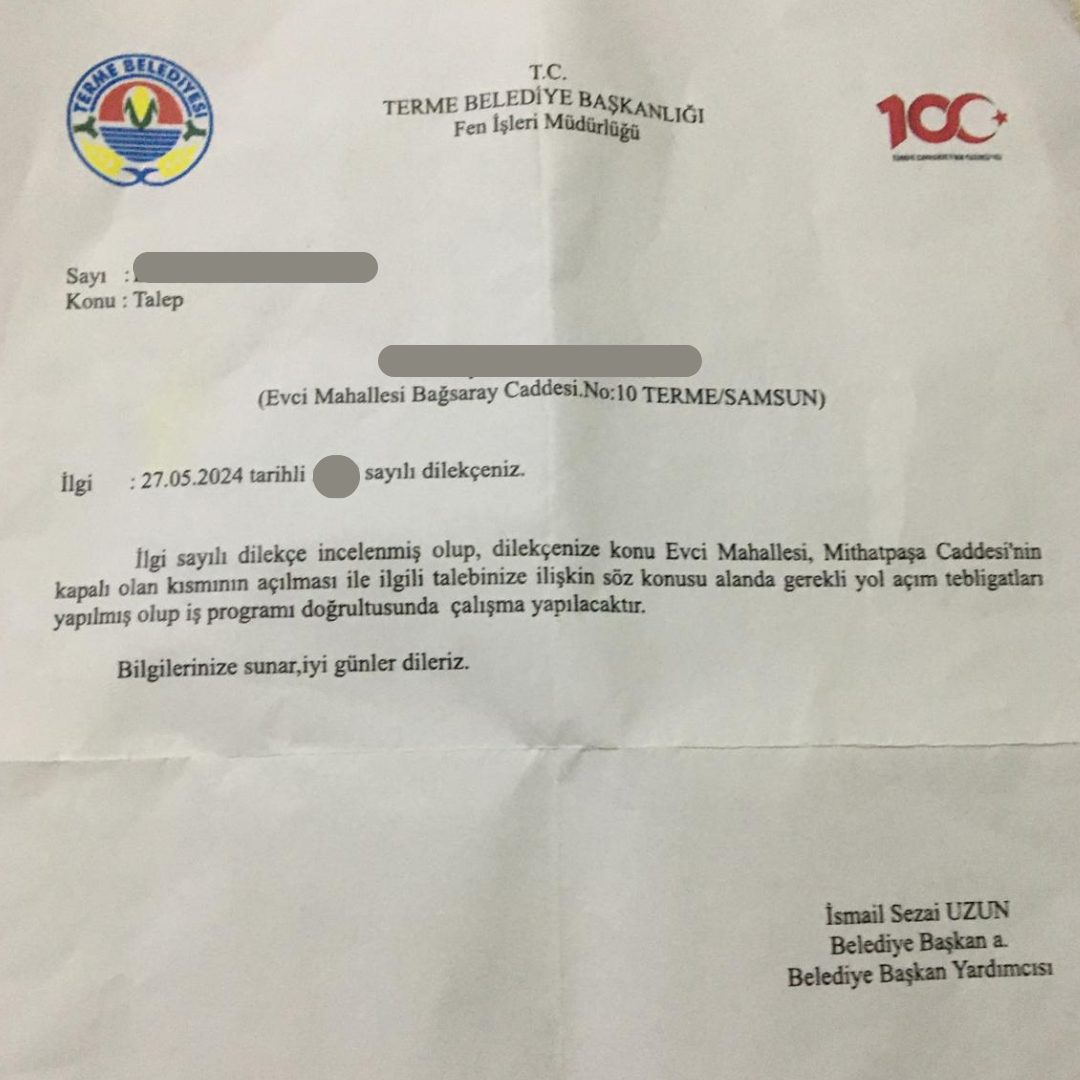 TERME BELEDİYESİ
T.C.
TERME BELEDİYE BAŞKANLIĞI
Fen İşleri Müdürlüğü
100
Sayı :
Konu : Talep
(Evci Mahallesi Bağsaray Caddesi.No:10 TERME/SAMSUN)
İlgi : 27.05.2024 tarihli sayılı dilekçeniz.
İlgi sayılı dilekçe incelenmiş olup, dilekçenize konu Evci Mahallesi, Mithatpaşa Caddesi'nin
kapalı olan kısmının açılması ile ilgili talebinize ilişkin söz konusu alanda gerekli yol açım tebligatları
yapılmış olup iş programı doğrultusunda çalışma yapılacaktır.
Bilgilerinize sunar,iyi günler dileriz.
İsmail Sezai UZUN
Belediye Başkan a.
Belediye Başkan Yardımcısı